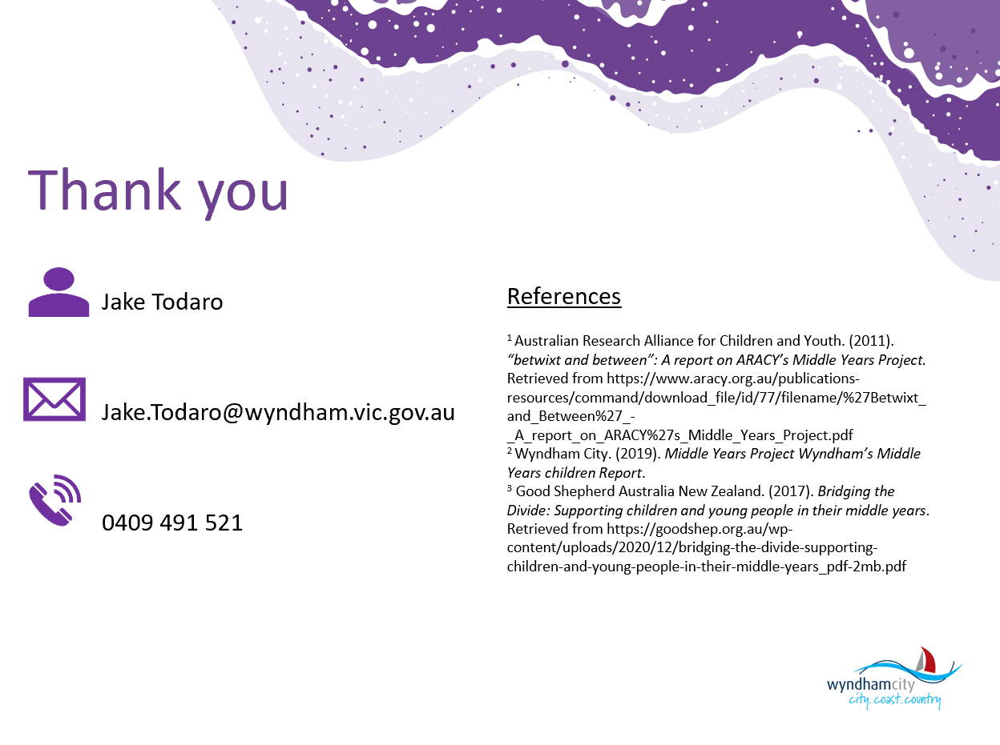 Thank you
Jake Todaro
Jake.Todaro@wyndham.vic.gov.au
0409 491 521
References
¹ Australian Research Alliance for Children and Youth. (2011).
“betwixt and between”: A report on ARACY’s Middle Years Project.
Retrieved from https://www.aracy.org.au/publications-
resources/command/download_file/id/77/filename/%27Betwixt_
and_Between%27_-
_A_report_on_ARACY%27s_Middle_Years_Project.pdf
² Wyndham City. (2019). Middle Years Project Wyndham’s Middle
Years children Report.
³ Good Shepherd Australia New Zealand. (2017). Bridging the
Divide: Supporting children and young people in their middle years.
Retrieved from https://goodshep.org.au/wp-
content/uploads/2020/12/bridging-the-divide-supporting-
children-and-young-people-in-their-middle-years_pdf-2mb.pdf
wyndhamcity
city. coast. country